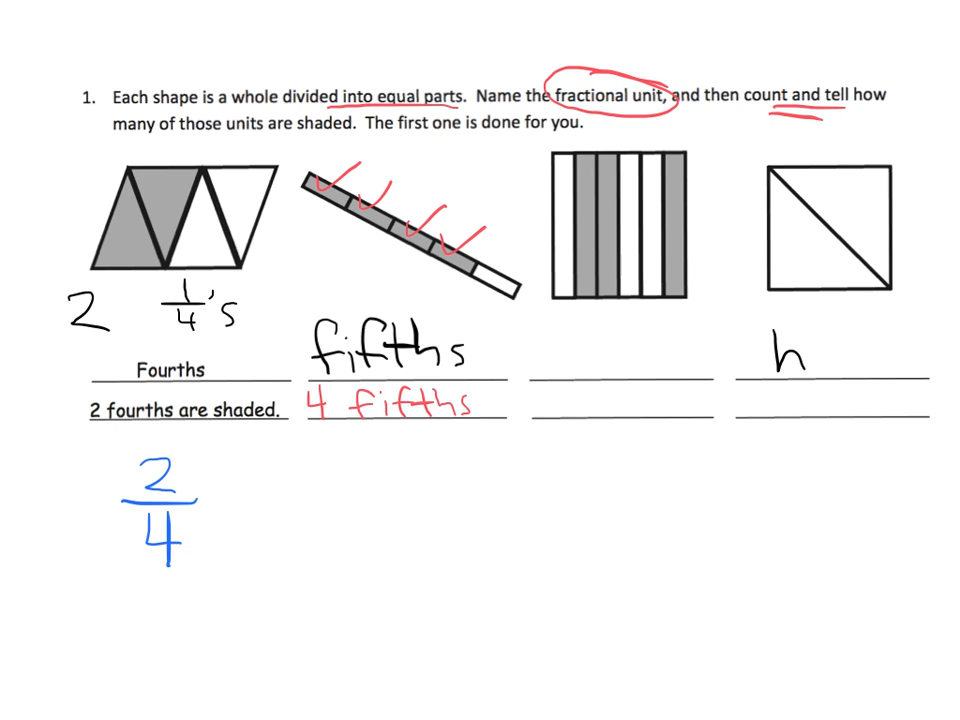 1. Each shape is a whole divided into equal parts. Name the fractional unit, and then count and tell how
many of those units are shaded. The first one is done for you.
2 1/4's
fifths
h
Fourths
2 fourths are shaded.
4 fifths
2
4